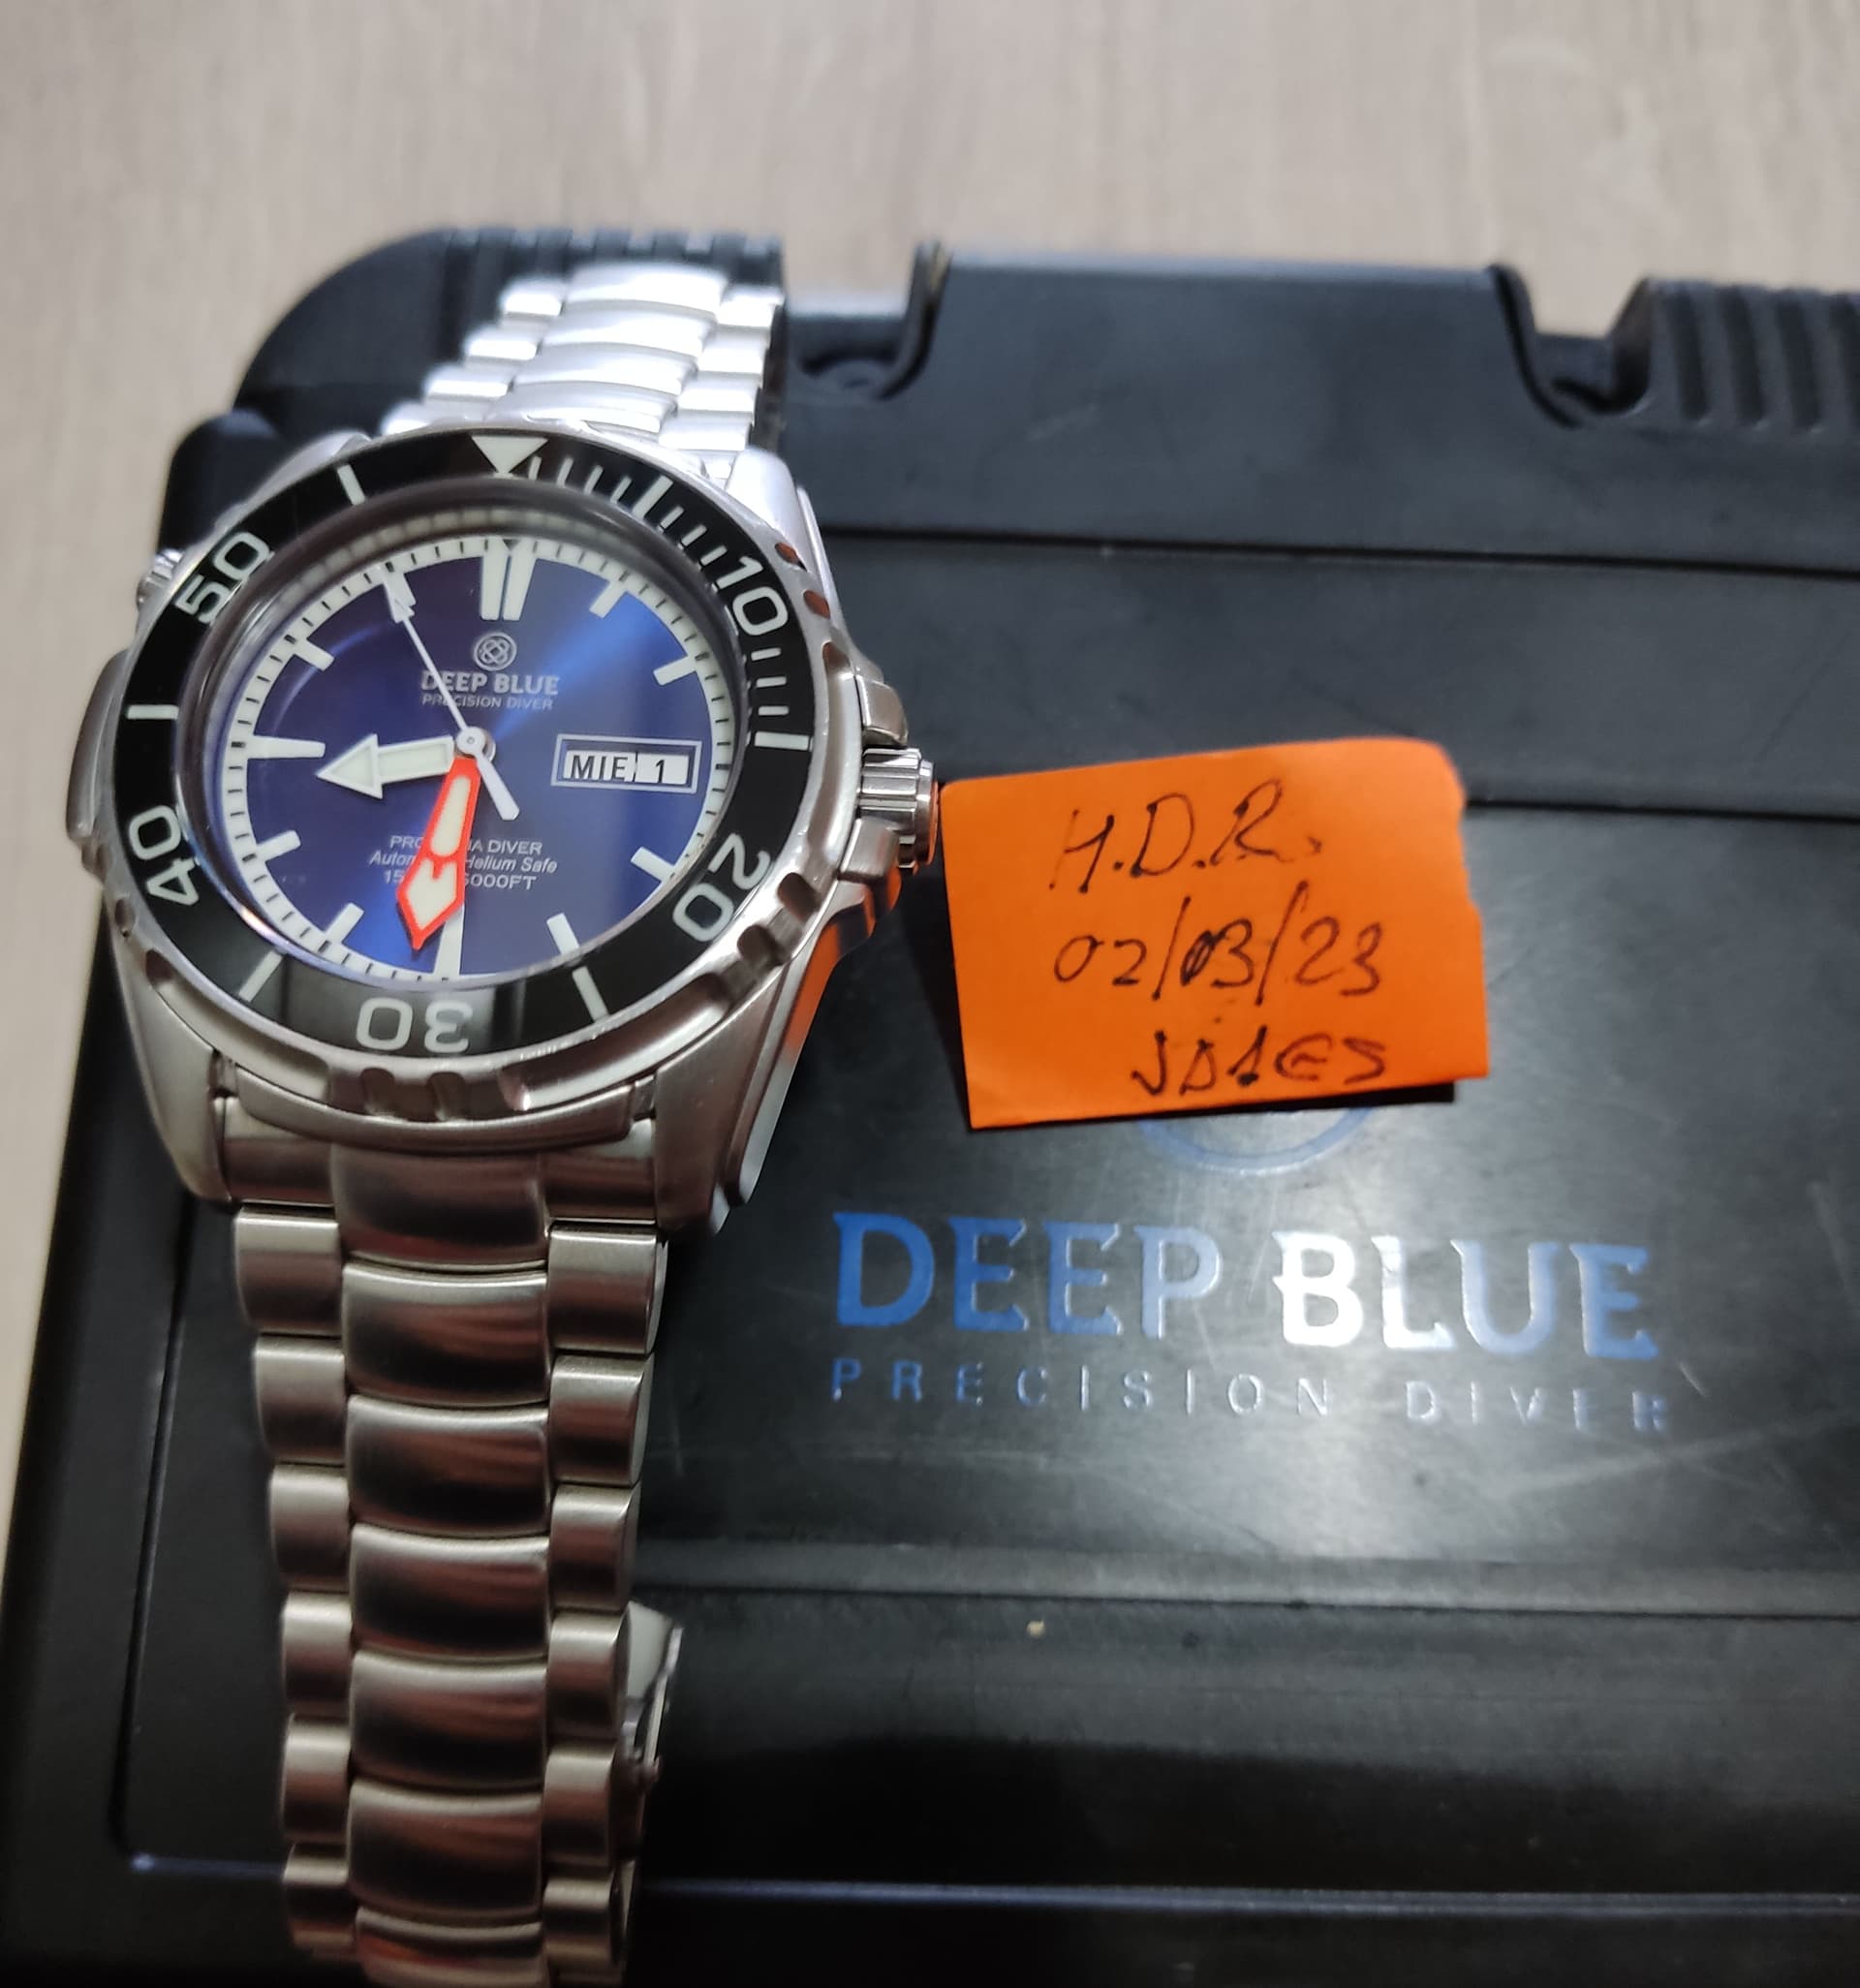 50
10
DEEP BLUE
PRECISION DIVER
MIE 1
40
20
DIVER
Helium Safe
30
H.D.R.
02/03/23
DEEP BLUE
PRECISION DIVER